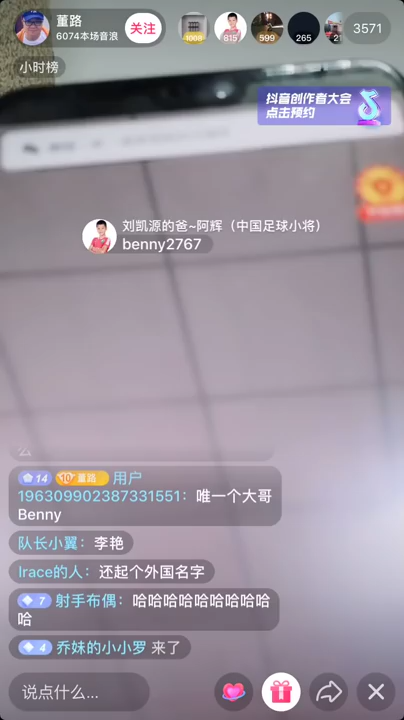 董路
6074本场音浪
关注
1008
815
599
265
21
3571
小时榜
抖音创作者大会
点击预约
刘凯源的爸~阿辉（中国足球小将）
benny2767
14 董路 用户
196309902387331551：唯一个大哥
Benny
队长小翼：李艳
lrace的人：还起个外国名字
7 射手布偶：哈哈哈哈哈哈哈哈哈
哈
4 乔妹的小小罗 来了
说点什么...